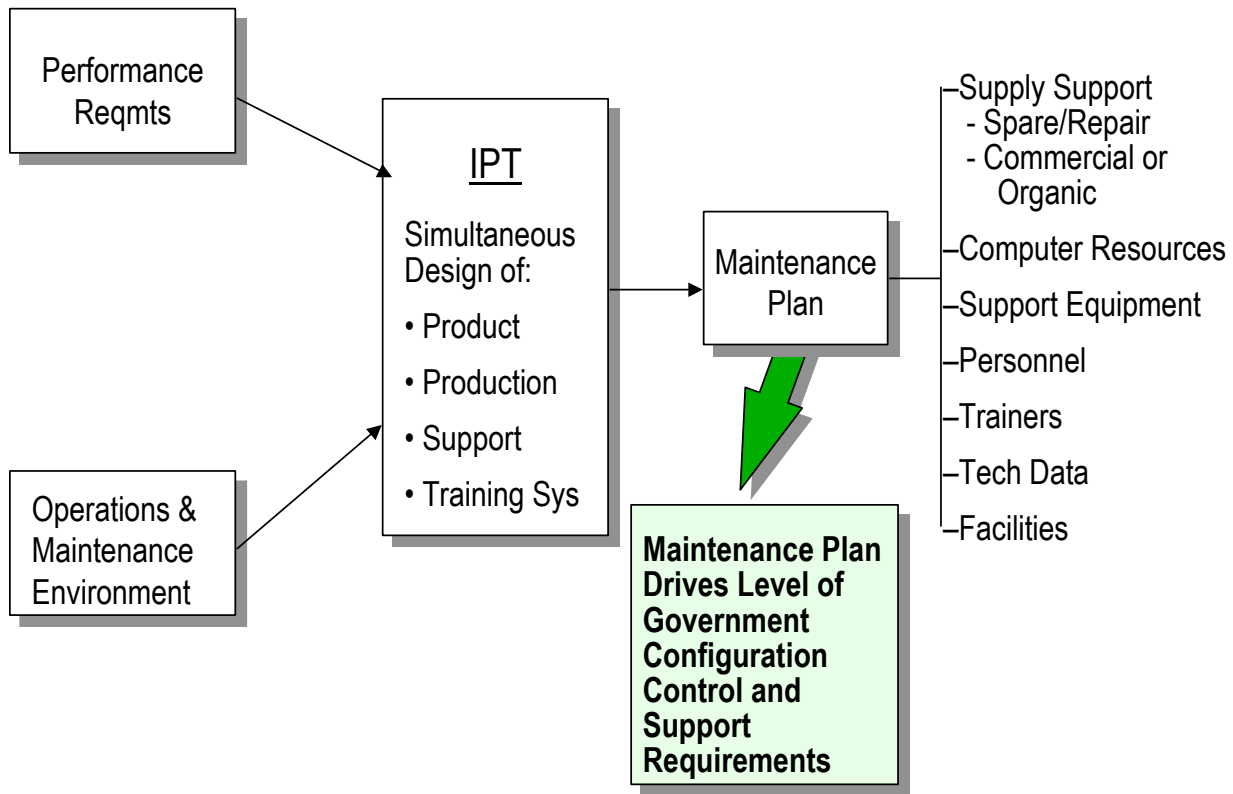 Performance
Reqmts
Operations &
Maintenance
Environment
IPT
Simultaneous
Design of:
• Product
• Production
• Support
• Training Sys
Maintenance
Plan
Maintenance Plan
Drives Level of
Government
Configuration
Control and
Support
Requirements
–Supply Support
- Spare/Repair
- Commercial or
Organic
–Computer Resources
–Support Equipment
–Personnel
–Trainers
–Tech Data
–Facilities